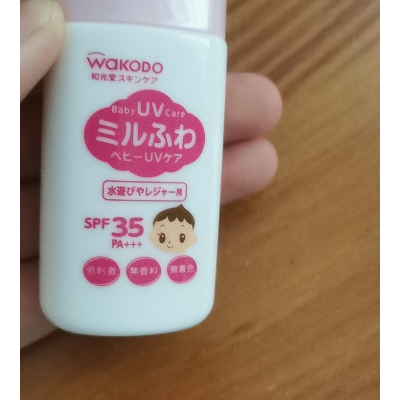 wakodo
和光堂スキンケア
Baby UV Care
ミルふわ
ベビーUVケア
水遊びやレジャー用
SPF 35
PA+++
低刺激 無香料 無着色